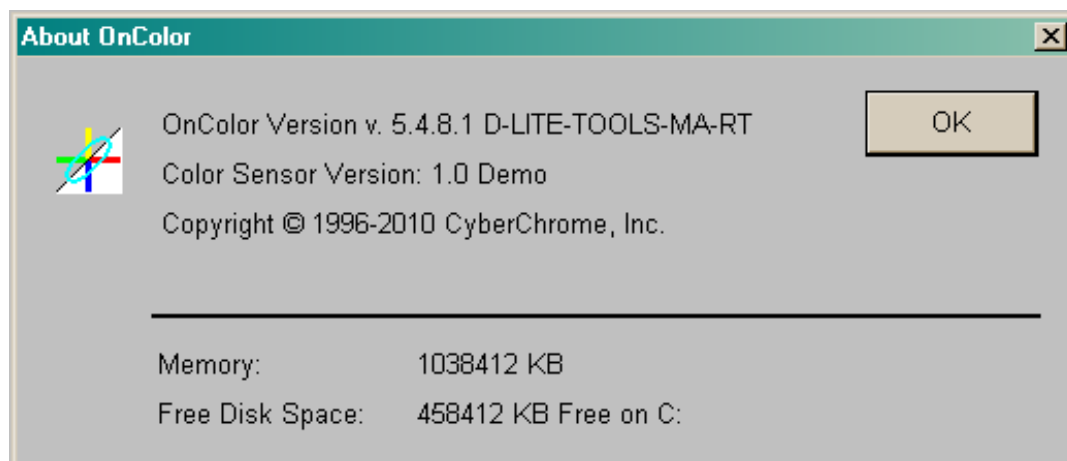 About OnColor
OnColor Version v. 5.4.8.1 D-LITE-TOOLS-MA-RT
OK
Color Sensor Version: 1.0 Demo
Copyright © 1996-2010 CyberChrome, Inc.
Memory: 1038412 KB
Free Disk Space: 458412 KB Free on C: